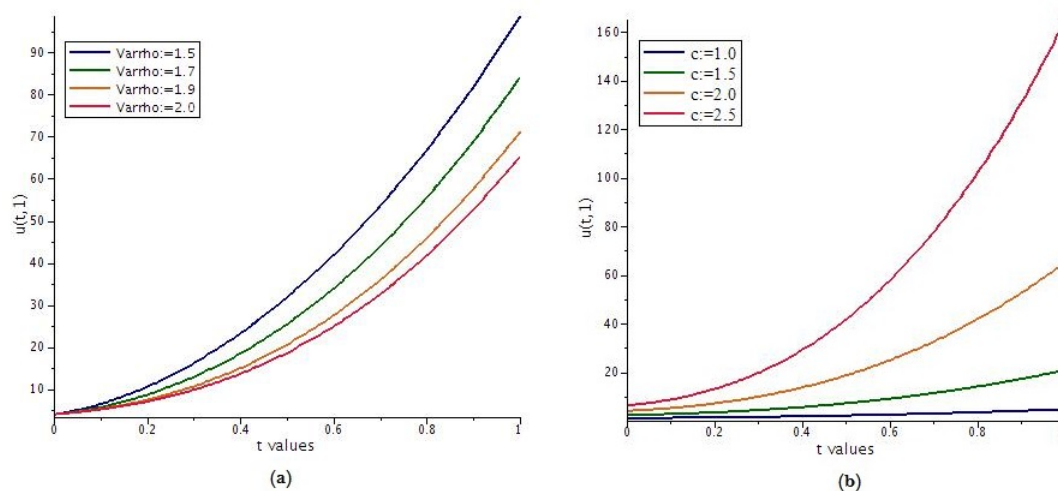 90
80
70
60
50
40
30
20
10
u(t,1)
Varrho:=1.5
Varrho:=1.7
Varrho:=1.9
Varrho:=2.0
0 0.2 0.4 0.6 0.8 1
t values
(a)
160
140
120
100
80
60
40
20
u(t,1)
c:=1.0
c:=1.5
c:=2.0
c:=2.5
0 0.2 0.4 0.6 0.8
t values
(b)